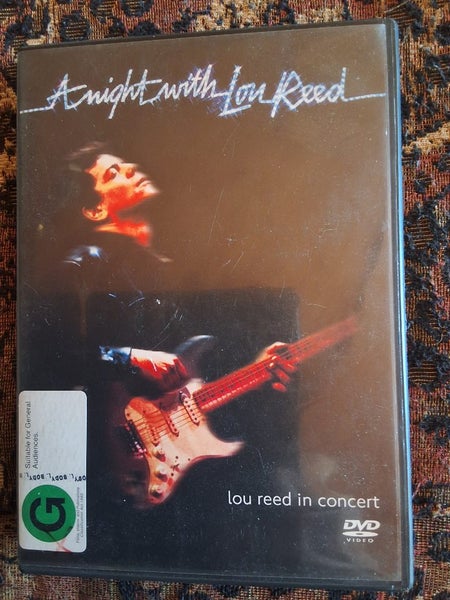 A night with Lou Reed
Suitable for General
Audiences.
G
lou reed in concert
DVD
VIDEO